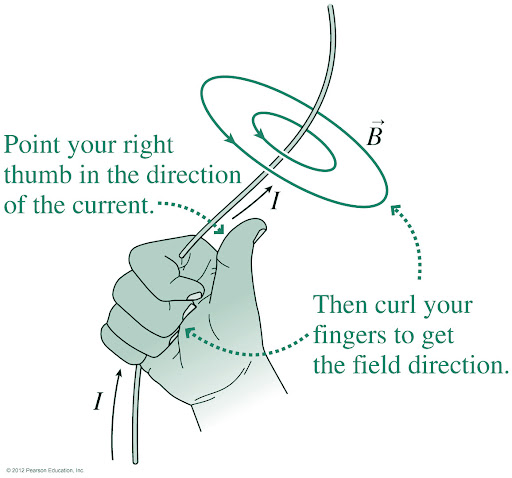 B
Point your right
thumb in the direction
of the current.
I
Then curl your
fingers to get
the field direction.
I
© 2012 Pearson Education, Inc.